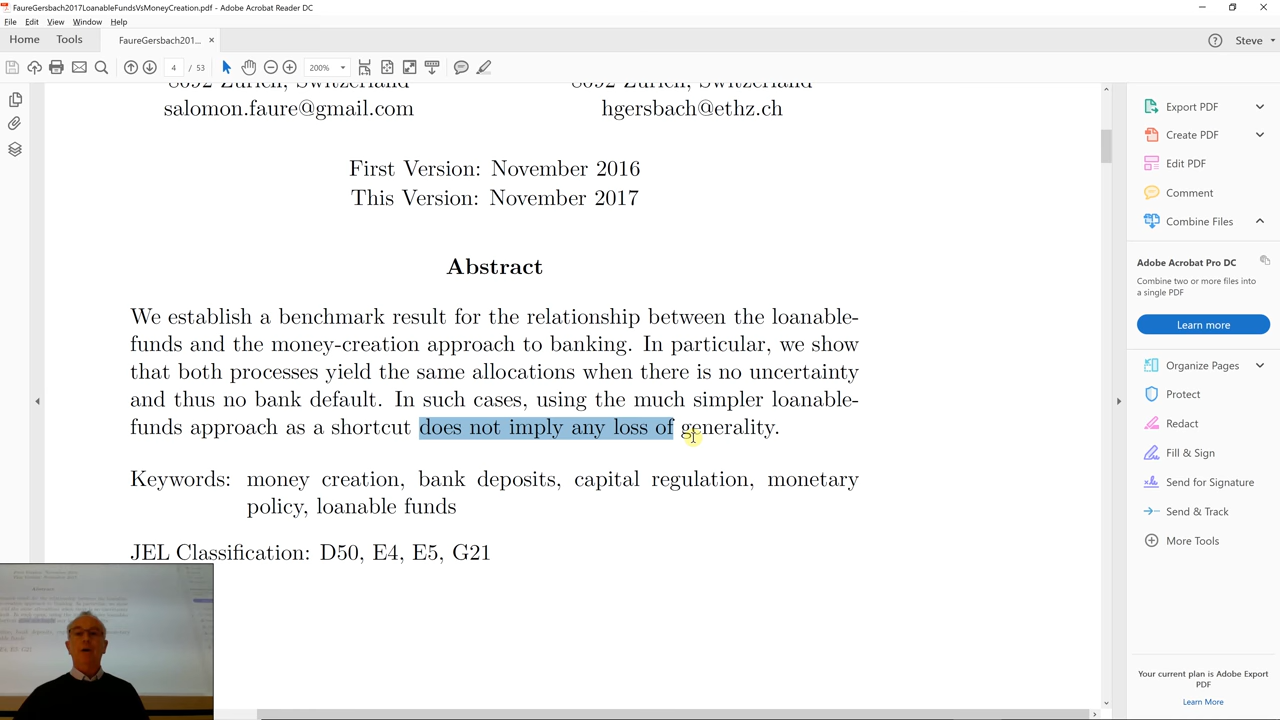 FaureGersbach2017LoanableFundsVsMoneyCreation.pdf - Adobe Acrobat Reader DC
File Edit View Window Help
Home Tools FaureGersbach201... × Steve
4 / 53 200%
8092 Zurich, Switzerland 8092 Zurich, Switzerland
salomon.faure@gmail.com hgersbach@ethz.ch
First Version: November 2016
This Version: November 2017
Abstract
We establish a benchmark result for the relationship between the loanable-
funds and the money-creation approach to banking. In particular, we show
that both processes yield the same allocations when there is no uncertainty
and thus no bank default. In such cases, using the much simpler loanable-
funds approach as a shortcut does not imply any loss of generality.
Keywords: money creation, bank deposits, capital regulation, monetary
policy, loanable funds
JEL Classification: D50, E4, E5, G21
Export PDF
Create PDF
Edit PDF
Comment
Combine Files
Adobe Acrobat Pro DC
Combine two or more files into
a single PDF
Learn more
Organize Pages
Protect
Redact
Fill & Sign
Send for Signature
Send & Track
More Tools
Your current plan is Adobe Export
PDF
Learn More